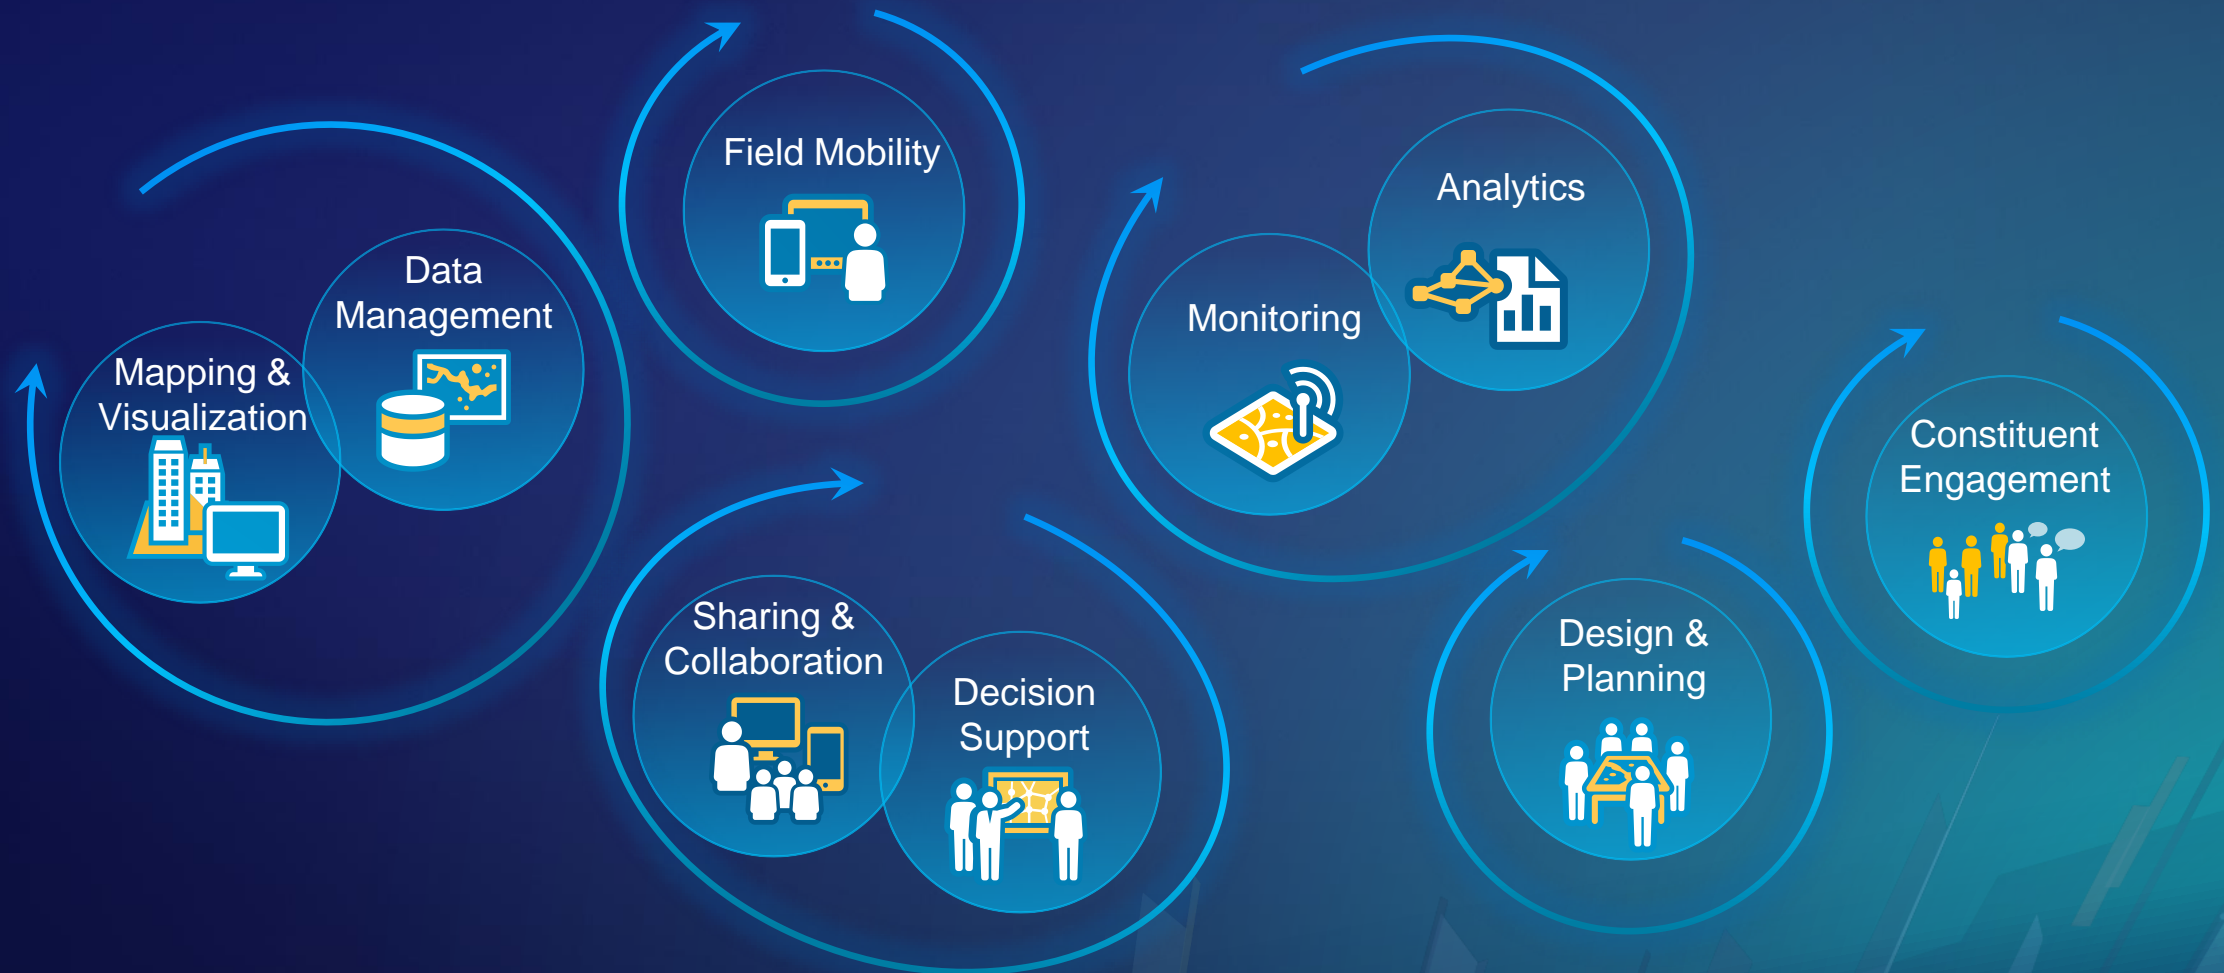 Mapping &
Visualization
Data
Management
Field Mobility
Sharing &
Collaboration
Decision
Support
Monitoring
Analytics
Design &
Planning
Constituent
Engagement